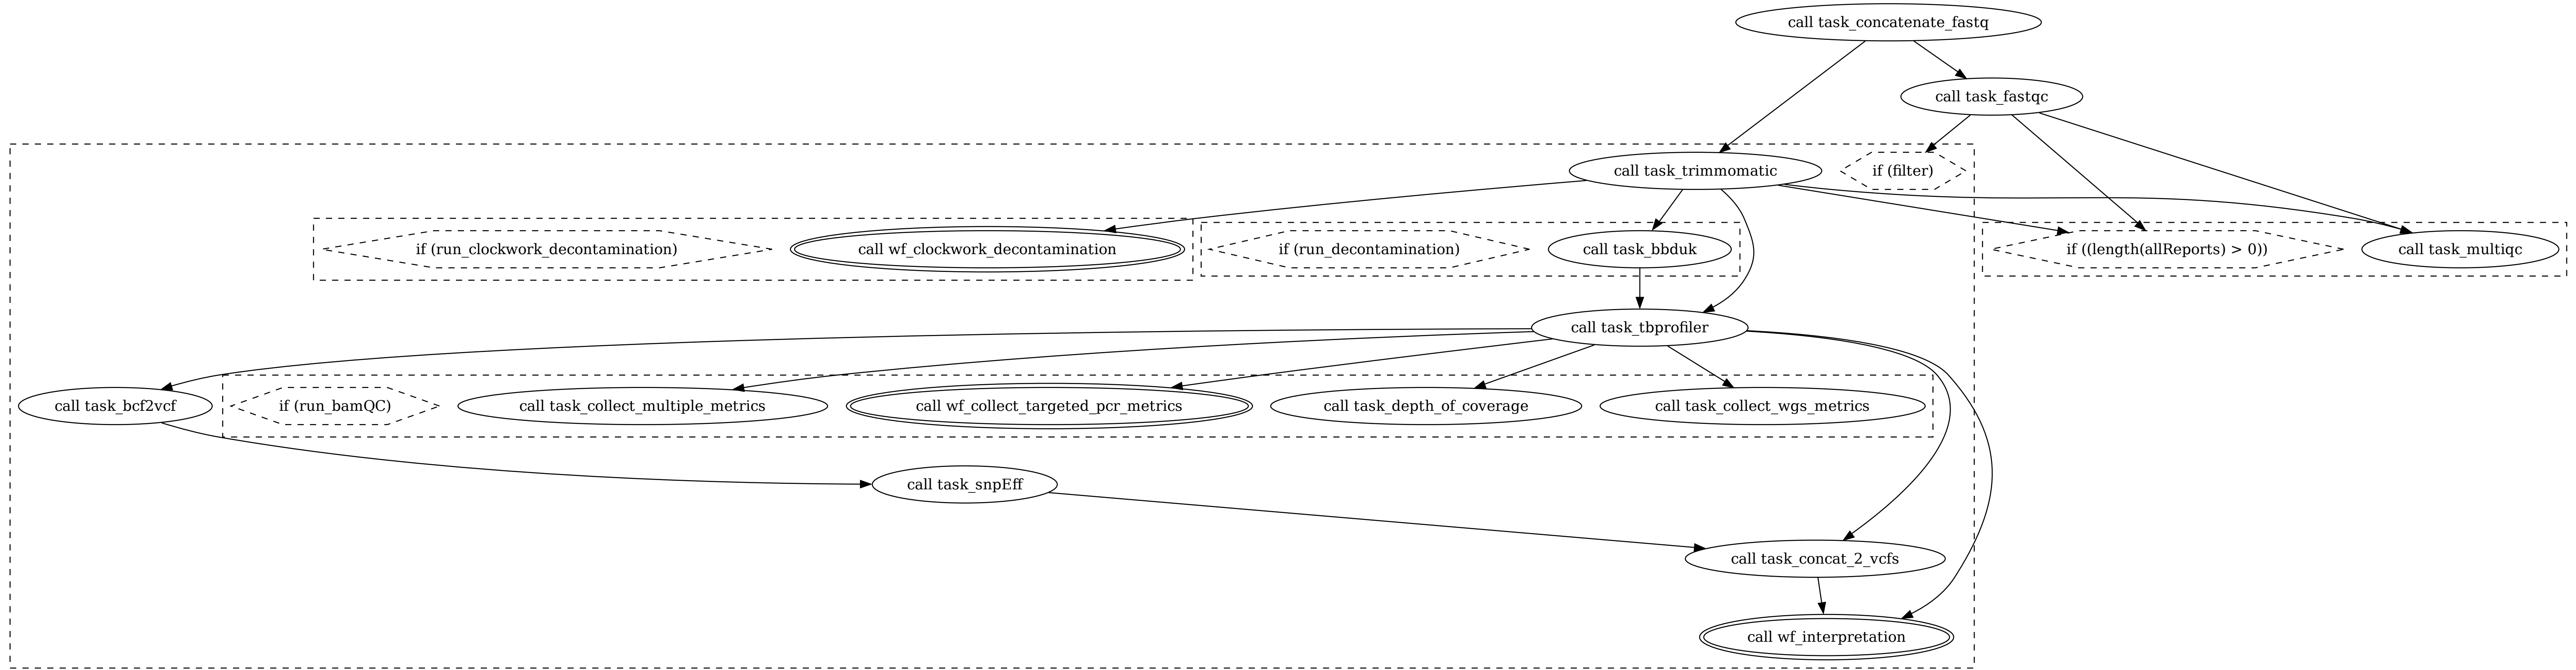 call task_concatenate_fastq
call task_fastqc
call task_trimmomatic
if (filter)
if (run_clockwork_decontamination)
call wf_clockwork_decontamination
if (run_decontamination)
call task_bbduk
if ((length(allReports) > 0))
call task_multiqc
call task_tbprofiler
call task_bcf2vcf
if (run_bamQC)
call task_collect_multiple_metrics
call wf_collect_targeted_pcr_metrics
call task_depth_of_coverage
call task_collect_wgs_metrics
call task_snpEff
call task_concat_2_vcfs
call wf_interpretation